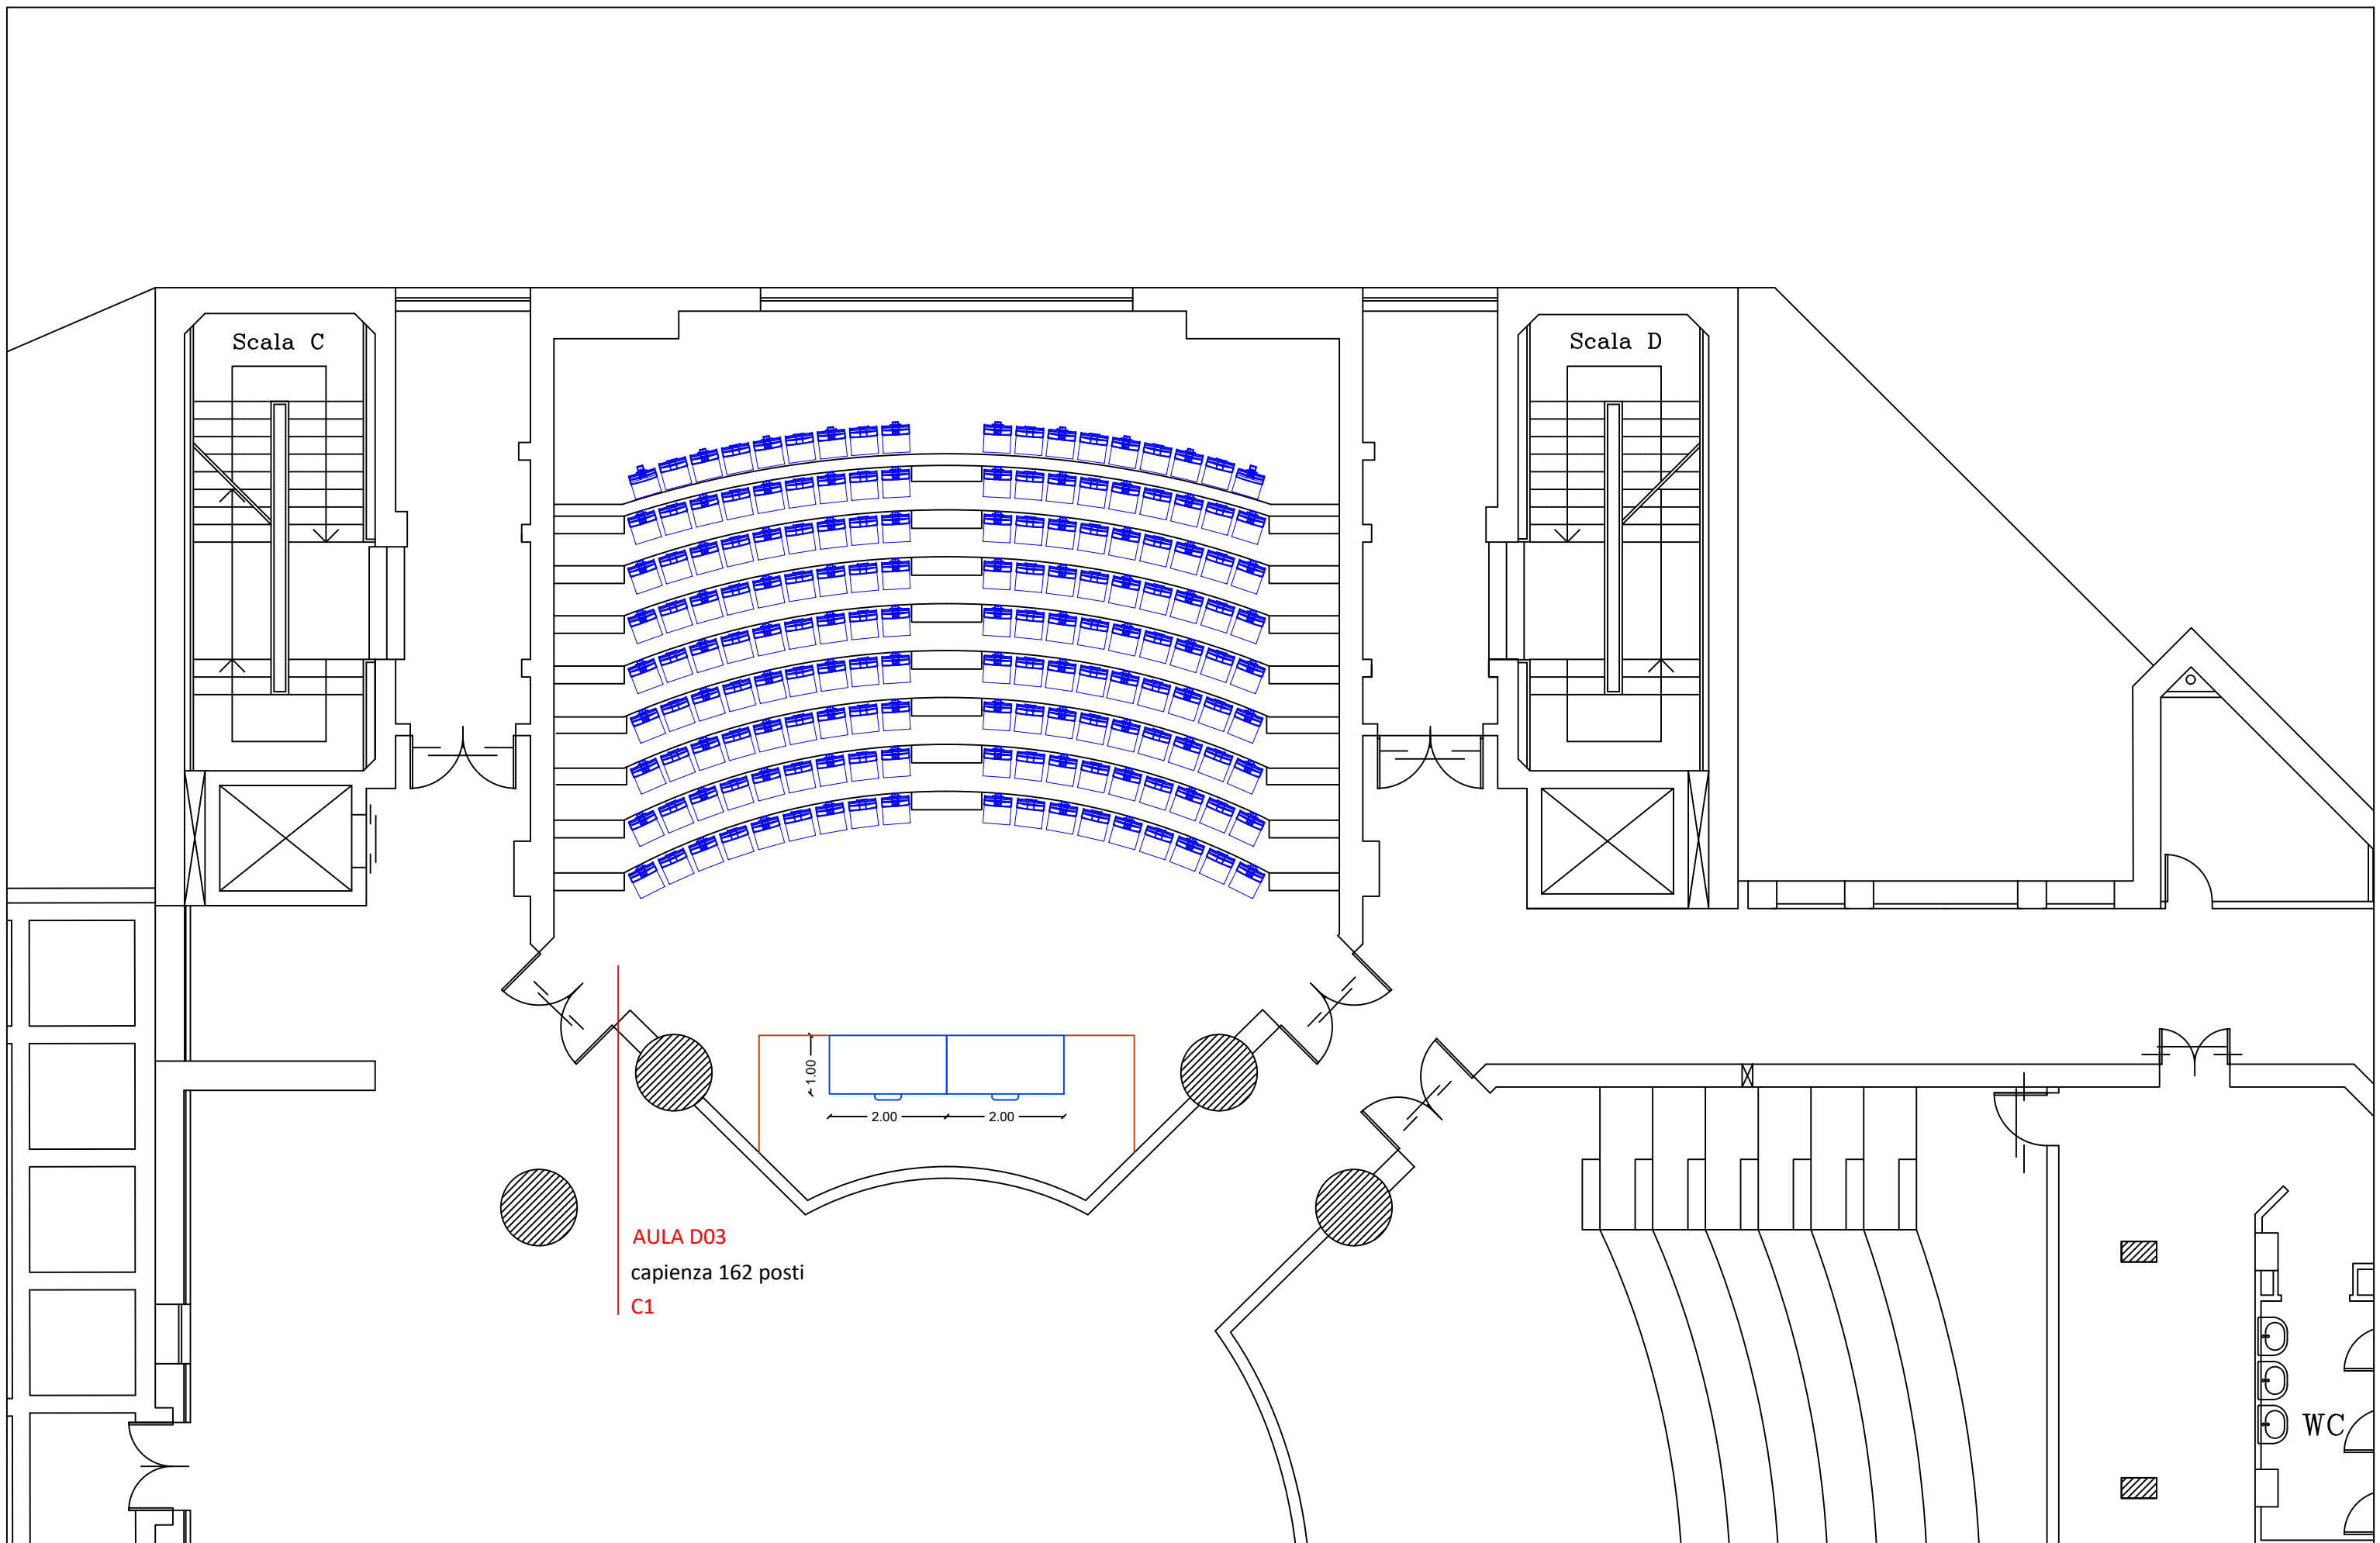 Scala C
Scala D
1.00
2.00
2.00
AULA D03
capienza 162 posti
C1
WC